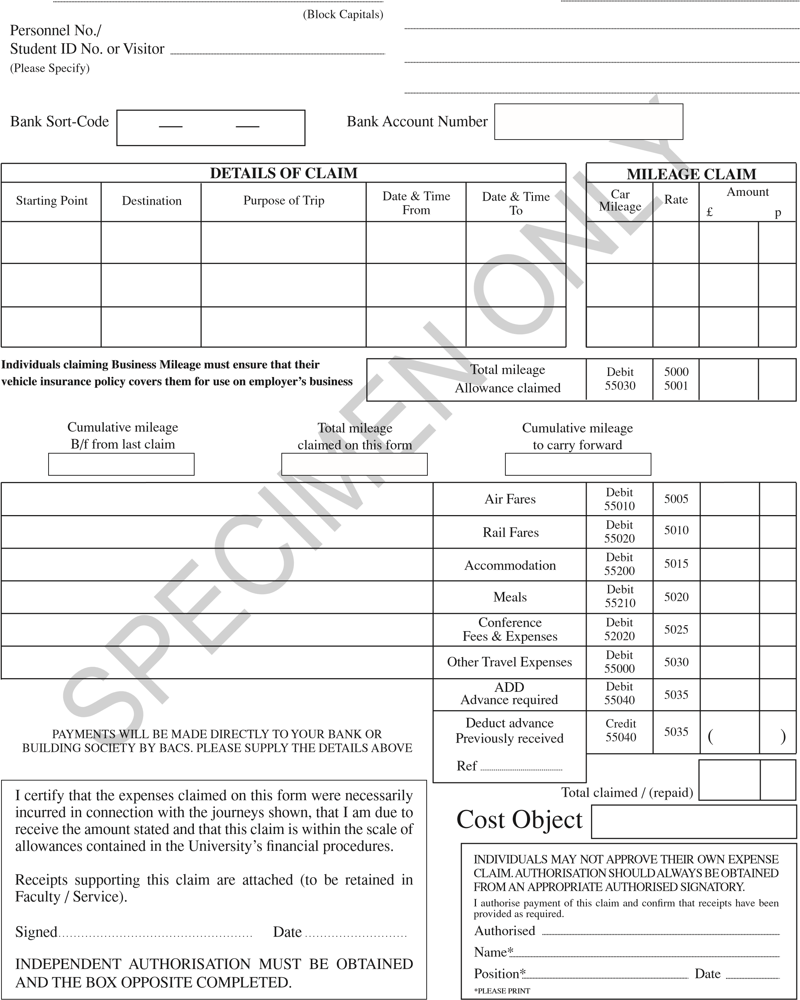 (Block Capitals)
Personnel No./
Student ID No. or Visitor
(Please Specify)
Bank Sort-Code
Bank Account Number
DETAILS OF CLAIM
Starting Point
Destination
Purpose of Trip
Date & Time
From
Date & Time
To
MILEAGE CLAIM
Car
Mileage
Rate
Amount
£ p
Individuals claiming Business Mileage must ensure that their
vehicle insurance policy covers them for use on employer's business
Total mileage
Allowance claimed
Debit
55030
5000
5001
Cumulative mileage
B/f from last claim
Total mileage
claimed on this form
Cumulative mileage
to carry forward
Air Fares
Debit
55010
5005
Rail Fares
Debit
55020
5010
Accommodation
Debit
55200
5015
Meals
Debit
55210
5020
Conference
Fees & Expenses
Debit
52020
5025
Other Travel Expenses
Debit
55000
5030
ADD
Advance required
Debit
55040
5035
Deduct advance
Previously received
Ref
Credit
55040
5035
( )
PAYMENTS WILL BE MADE DIRECTLY TO YOUR BANK OR
BUILDING SOCIETY BY BACS. PLEASE SUPPLY THE DETAILS ABOVE
Total claimed / (repaid)
Cost Object
I certify that the expenses claimed on this form were necessarily
incurred in connection with the journeys shown, that I am due to
receive the amount stated and that this claim is within the scale of
allowances contained in the University's financial procedures.
Receipts supporting this claim are attached (to be retained in
Faculty / Service).
Signed Date
INDEPENDENT AUTHORISATION MUST BE OBTAINED
AND THE BOX OPPOSITE COMPLETED.
INDIVIDUALS MAY NOT APPROVE THEIR OWN EXPENSE
CLAIM. AUTHORISATION SHOULD ALWAYS BE OBTAINED
FROM AN APPROPRIATE AUTHORISED SIGNATORY.
I authorise payment of this claim and confirm that receipts have been
provided as required.
Authorised
Name*
Position* Date
*PLEASE PRINT
SPECIMEN ONLY